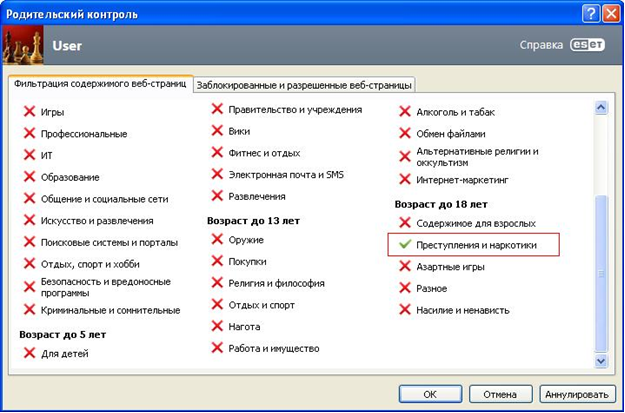 Родительский контроль
User
Справка eset
Фильтрация содержимого веб-страниц
Заблокированные и разрешенные веб-страницы
Игры
Профессиональные
ИТ
Образование
Общение и социальные сети
Искусство и развлечения
Поисковые системы и порталы
Отдых, спорт и хобби
Безопасность и вредоносные
программы
Криминальные и сомнительные
Возраст до 5 лет
Для детей
Правительство и учреждения
Вики
Фитнес и отдых
Электронная почта и SMS
Развлечения
Возраст до 13 лет
Оружие
Покупки
Религия и философия
Отдых и спорт
Нагота
Работа и имущество
Алкоголь и табак
Обмен файлами
Альтернативные религии и
оккультизм
Интернет-маркетинг
Возраст до 18 лет
Содержимое для взрослых
Преступления и наркотики
Азартные игры
Разное
Насилие и ненависть
ОК
Отмена
Аннулировать